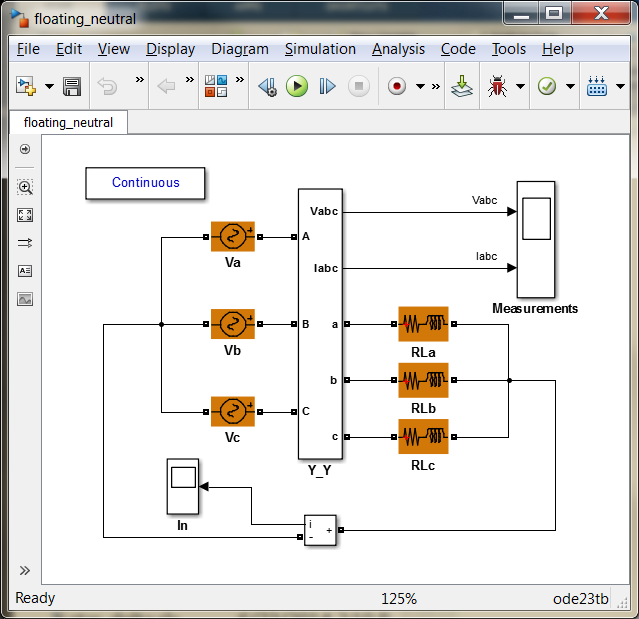 floating_neutral
File Edit View Display Diagram Simulation Analysis Code Tools Help
floating_neutral
Continuous
Vabc
Iabc
A
B
C
a
b
c
Y_Y
Va
Vb
Vc
Vabc
Iabc
Measurements
RLa
RLb
RLc
In
i
+
-
Ready 125% ode23tb